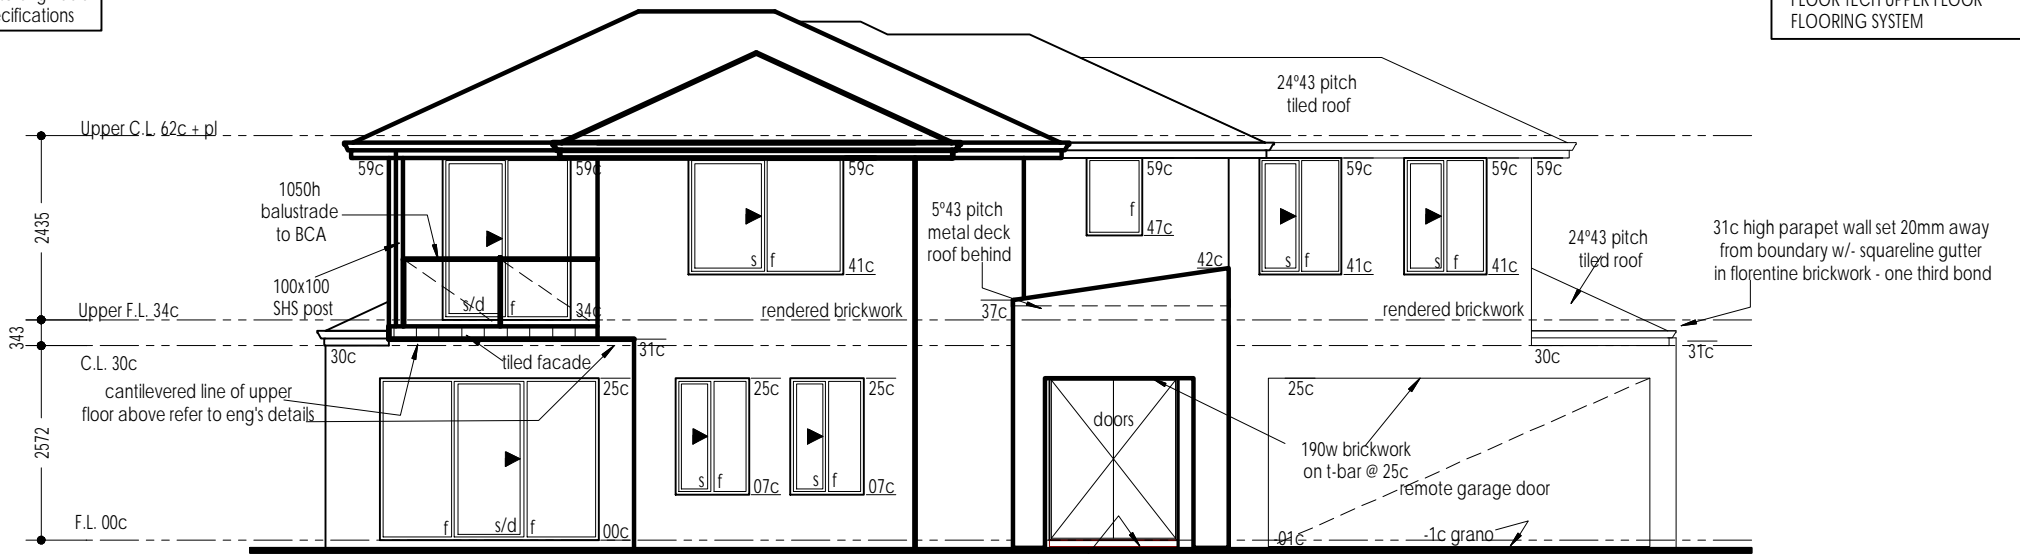 ecifications
FLOOR TECH UPPER FLOOR
FLOORING SYSTEM
24º43 pitch
tiled roof
Upper C.L. 62c + pl
59c
59c
59c
59c
59c
59c
59c
1050h
balustrade
to BCA
5º43 pitch
metal deck
roof behind
f
47c
31c high parapet wall set 20mm away
from boundary w/- squareline gutter
in florentine brickwork - one third bond
24º43 pitch
tiled roof
2435
s f
41c
42c
s f
41c
s f
41c
100x100
SHS post
s/d f
34c
Upper F.L. 34c
rendered brickwork
37c
rendered brickwork
343
30c
tiled facade
31c
30c
31c
C.L. 30c
cantilevered line of upper
floor above refer to eng's details
25c
25c
25c
25c
doors
2572
190w brickwork
on t-bar @ 25c
s f
07c
s f
07c
remote garage door
F.L. 00c
f
s/d f
00c
01c
-1c grano